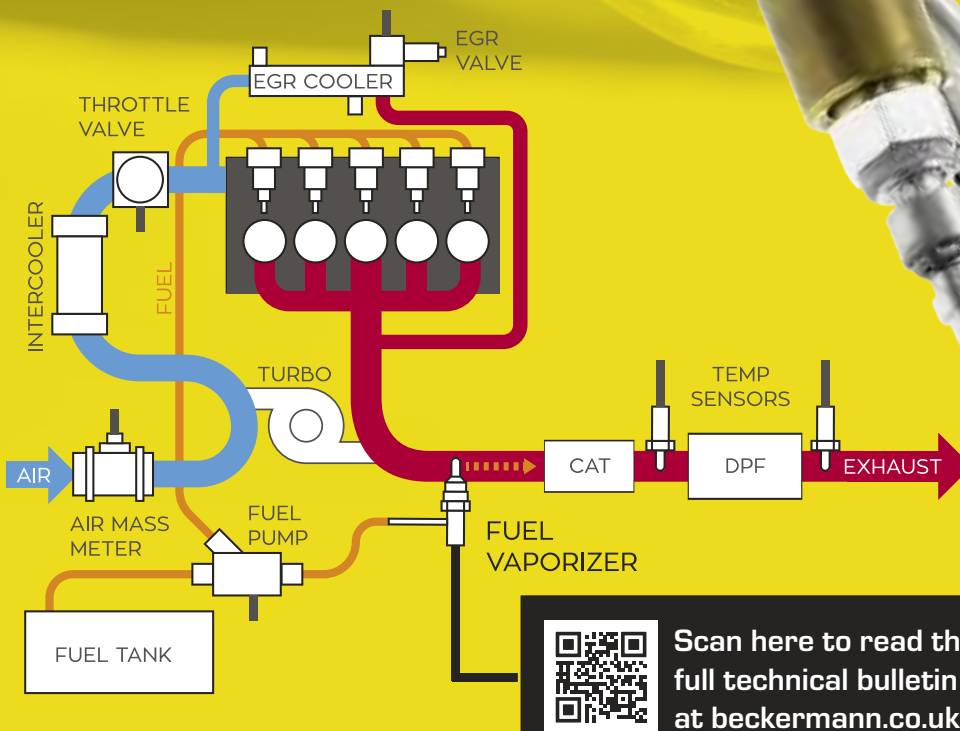 EGR
VALVE
EGR COOLER
THROTTLE
VALVE
INTERCOOLER
FUEL
TURBO
TEMP
SENSORS
AIR
CAT
DPF
EXHAUST
AIR MASS
METER
FUEL
PUMP
FUEL
VAPORIZER
FUEL TANK
Scan here to read th
full technical bulletin
at beckermann.co.uk